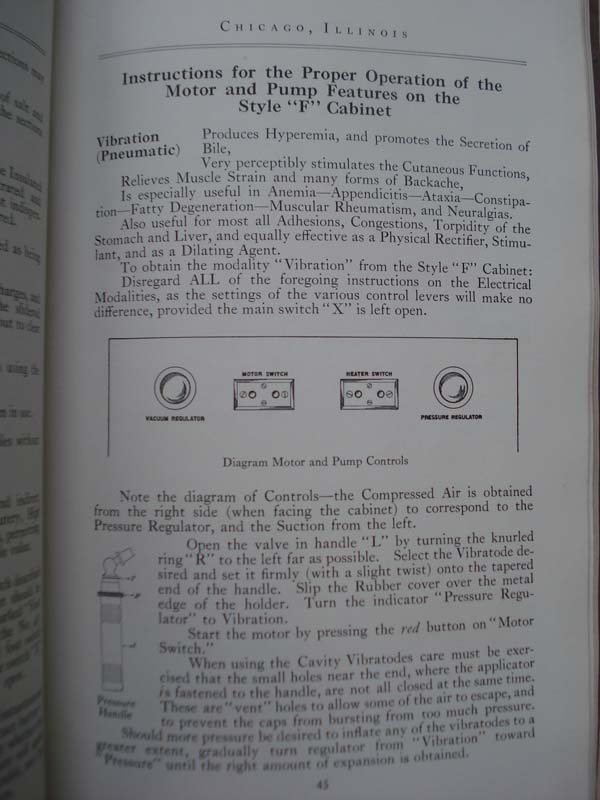 CHICAGO, ILLINOIS
Instructions for the Proper Operation of the
Motor and Pump Features on the
Style "F" Cabinet
Vibration
(Pneumatic)
Produces Hyperemia, and promotes the Secretion of
Bile,
Very perceptibly stimulates the Cutaneous Functions,
Relieves Muscle Strain and many forms of Backache,
Is especially useful in Anemia—Appendicitis—Ataxia—Constipa-
tion—Fatty Degeneration—Muscular Rheumatism, and Neuralgias.
Also useful for most all Adhesions, Congestions, Torpidity of the
Stomach and Liver, and equally effective as a Physical Rectifier, Stimu-
lant, and as a Dilating Agent.
To obtain the modality "Vibration" from the Style "F" Cabinet:
Disregard ALL of the foregoing instructions on the Electrical
Modalities, as the settings of the various control levers will make no
difference, provided the main switch "X" is left open.
MOTOR SWITCH
HEATER SWITCH
VACUUM REGULATOR
PRESSURE REGULATOR
Diagram Motor and Pump Controls
Note the diagram of Controls—the Compressed Air is obtained
from the right side (when facing the cabinet) to correspond to the
Pressure Regulator, and the Suction from the left.
Open the valve in handle "L" by turning the knurled
ring "R" to the left far as possible. Select the Vibratode de-
sired and set it firmly (with a slight twist) onto the tapered
end of the handle. Slip the Rubber cover over the metal
edge of the holder. Turn the indicator "Pressure Regu-
lator" to Vibration.
Start the motor by pressing the red button on "Motor
Switch."
When using the Cavity Vibratodes care must be exer-
cised that the small holes near the end, where the applicator
is fastened to the handle, are not all closed at the same time.
These are "vent" holes to allow some of the air to escape, and
to prevent the caps from bursting from too much pressure.
Pressure
Handle
Should more pressure be desired to inflate any of the vibratodes to a
greater extent, gradually turn regulator from "Vibration" toward
"Pressure" until the right amount of expansion is obtained.
45